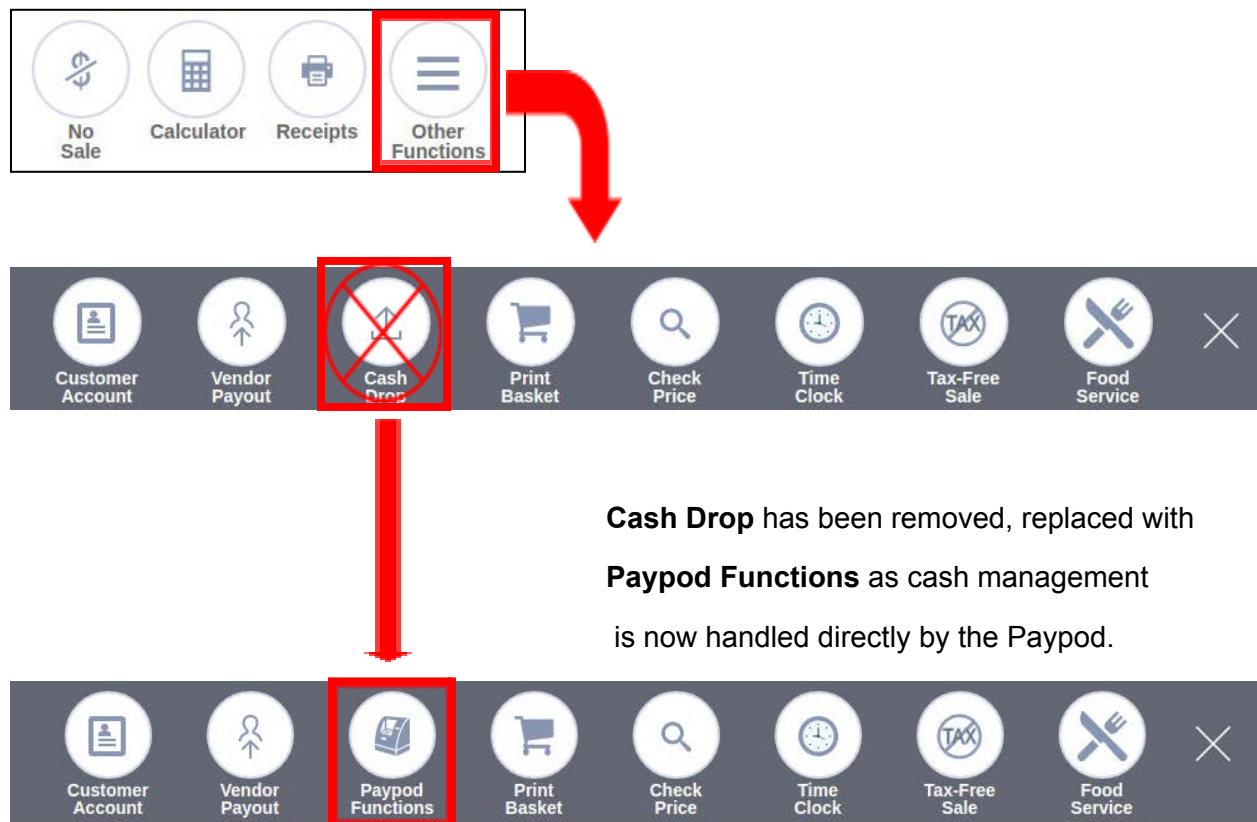 No Sale
Calculator
Receipts
Other Functions
Customer Account
Vendor Payout
Cash Drop
Print Basket
Check Price
Time Clock
TAX
Tax-Free Sale
Food Service
Cash Drop has been removed, replaced with
Paypod Functions as cash management
is now handled directly by the Paypod.
Customer Account
Vendor Payout
Paypod Functions
Print Basket
Check Price
Time Clock
TAX
Tax-Free Sale
Food Service